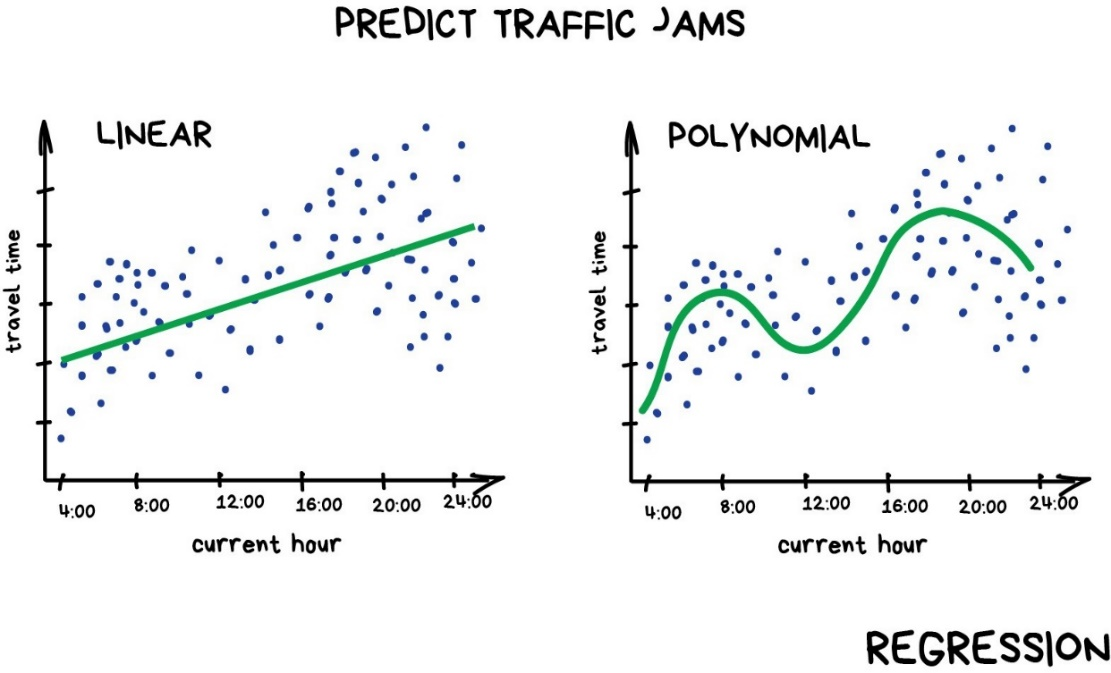 PREDICT TRAFFIC JAMS
LINEAR
travel time
4:00 8:00 12:00 16:00 20:00 24:00
current hour
POLYNOMIAL
travel time
4:00 8:00 12:00 16:00 20:00 24:00
current hour
REGRESSION